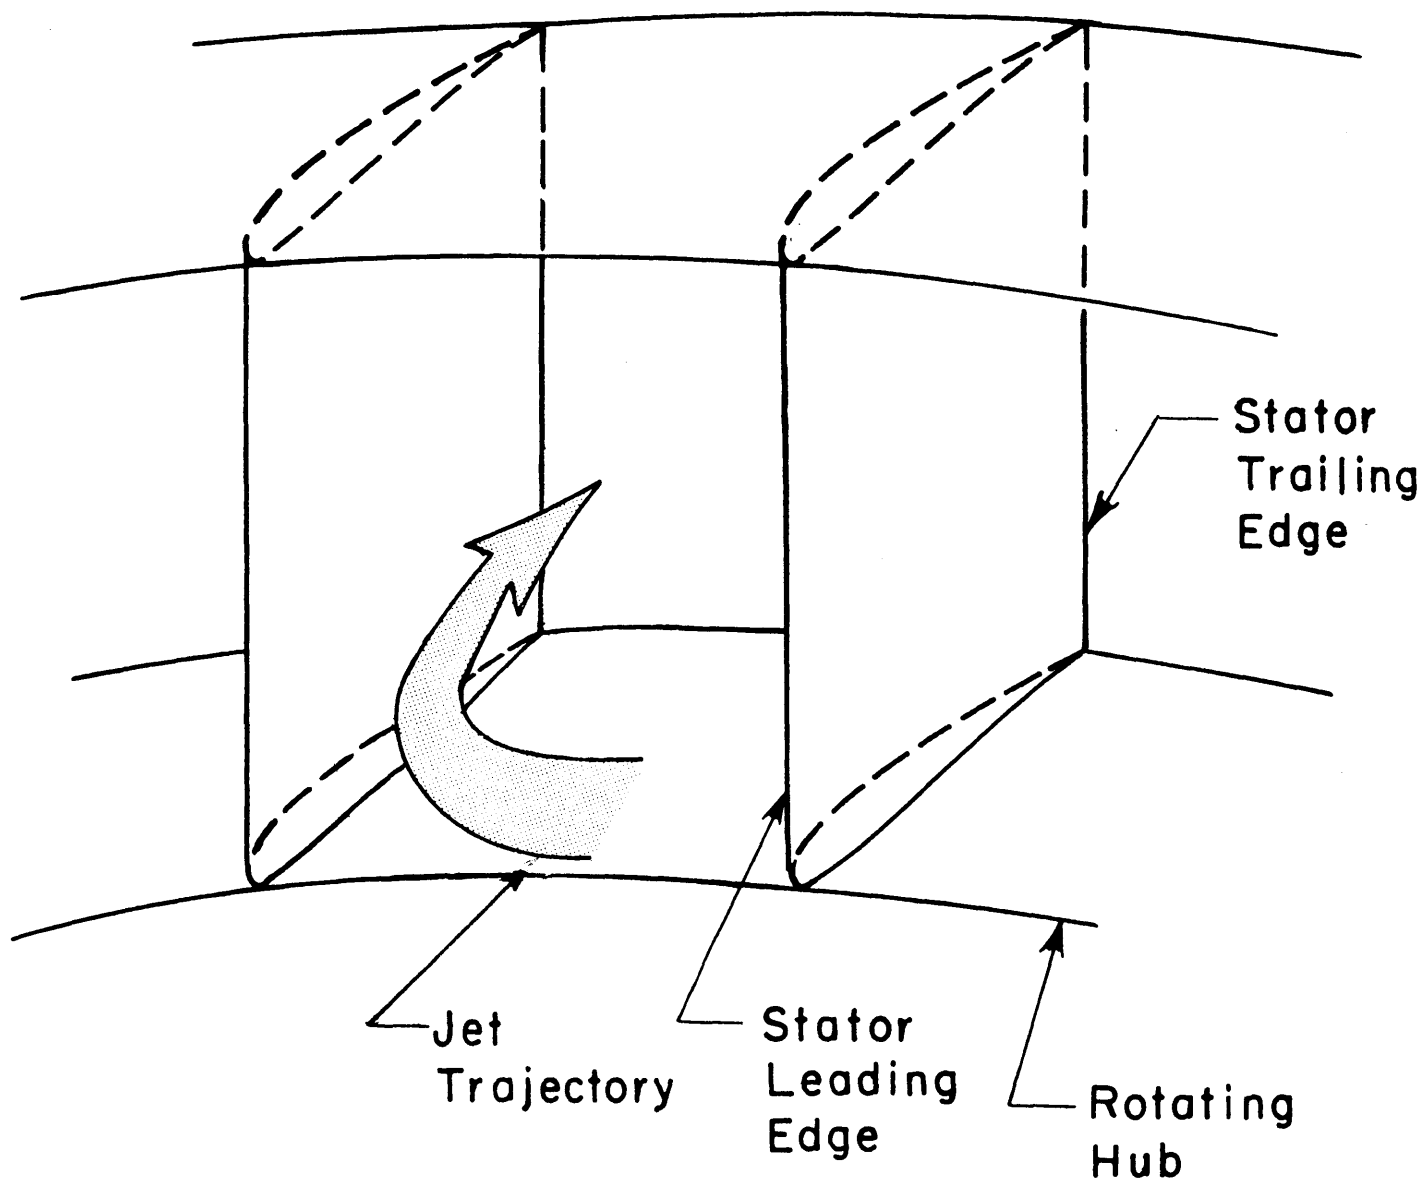 Stator
Trailing
Edge
Jet
Trajectory
Stator
Leading
Edge
Rotating
Hub